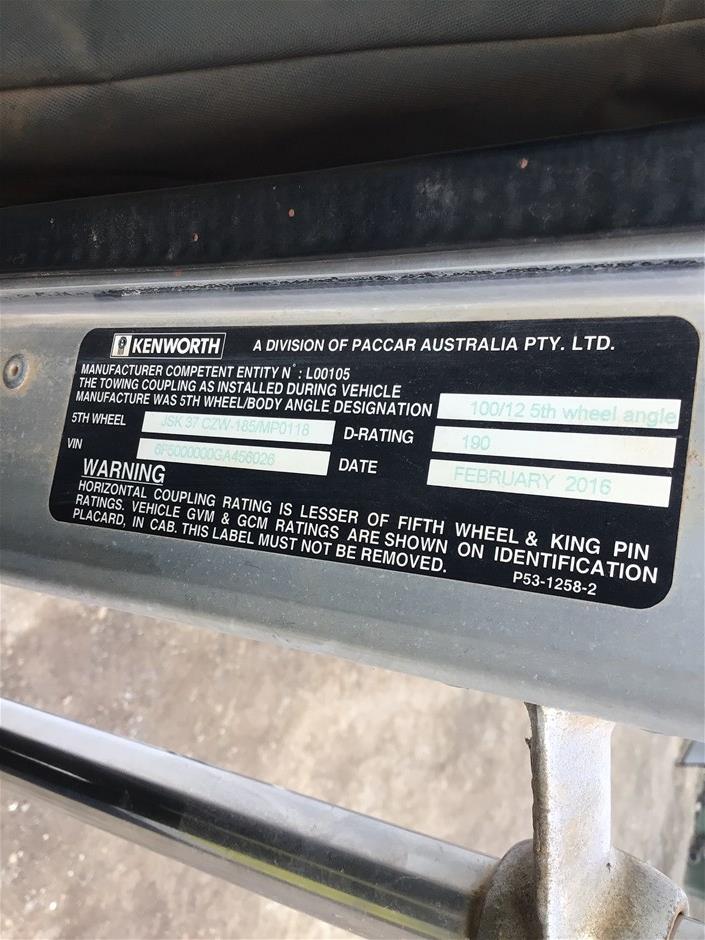 KENWORTH A DIVISION OF PACCAR AUSTRALIA PTY. LTD.
MANUFACTURER COMPETENT ENTITY N° : L00105
THE TOWING COUPLING AS INSTALLED DURING VEHICLE
MANUFACTURE WAS 5TH WHEEL/BODY ANGLE DESIGNATION 100/12 5th wheel angle
5TH WHEEL JSK 37 CZW-185/MP0118 D-RATING 190
VIN 6F5000000GA456026 DATE FEBRUARY 2016
WARNING
HORIZONTAL COUPLING RATING IS LESSER OF FIFTH WHEEL & KING PIN
RATINGS. VEHICLE GVM & GCM RATINGS ARE SHOWN ON IDENTIFICATION
PLACARD, IN CAB. THIS LABEL MUST NOT BE REMOVED.
P53-1258-2